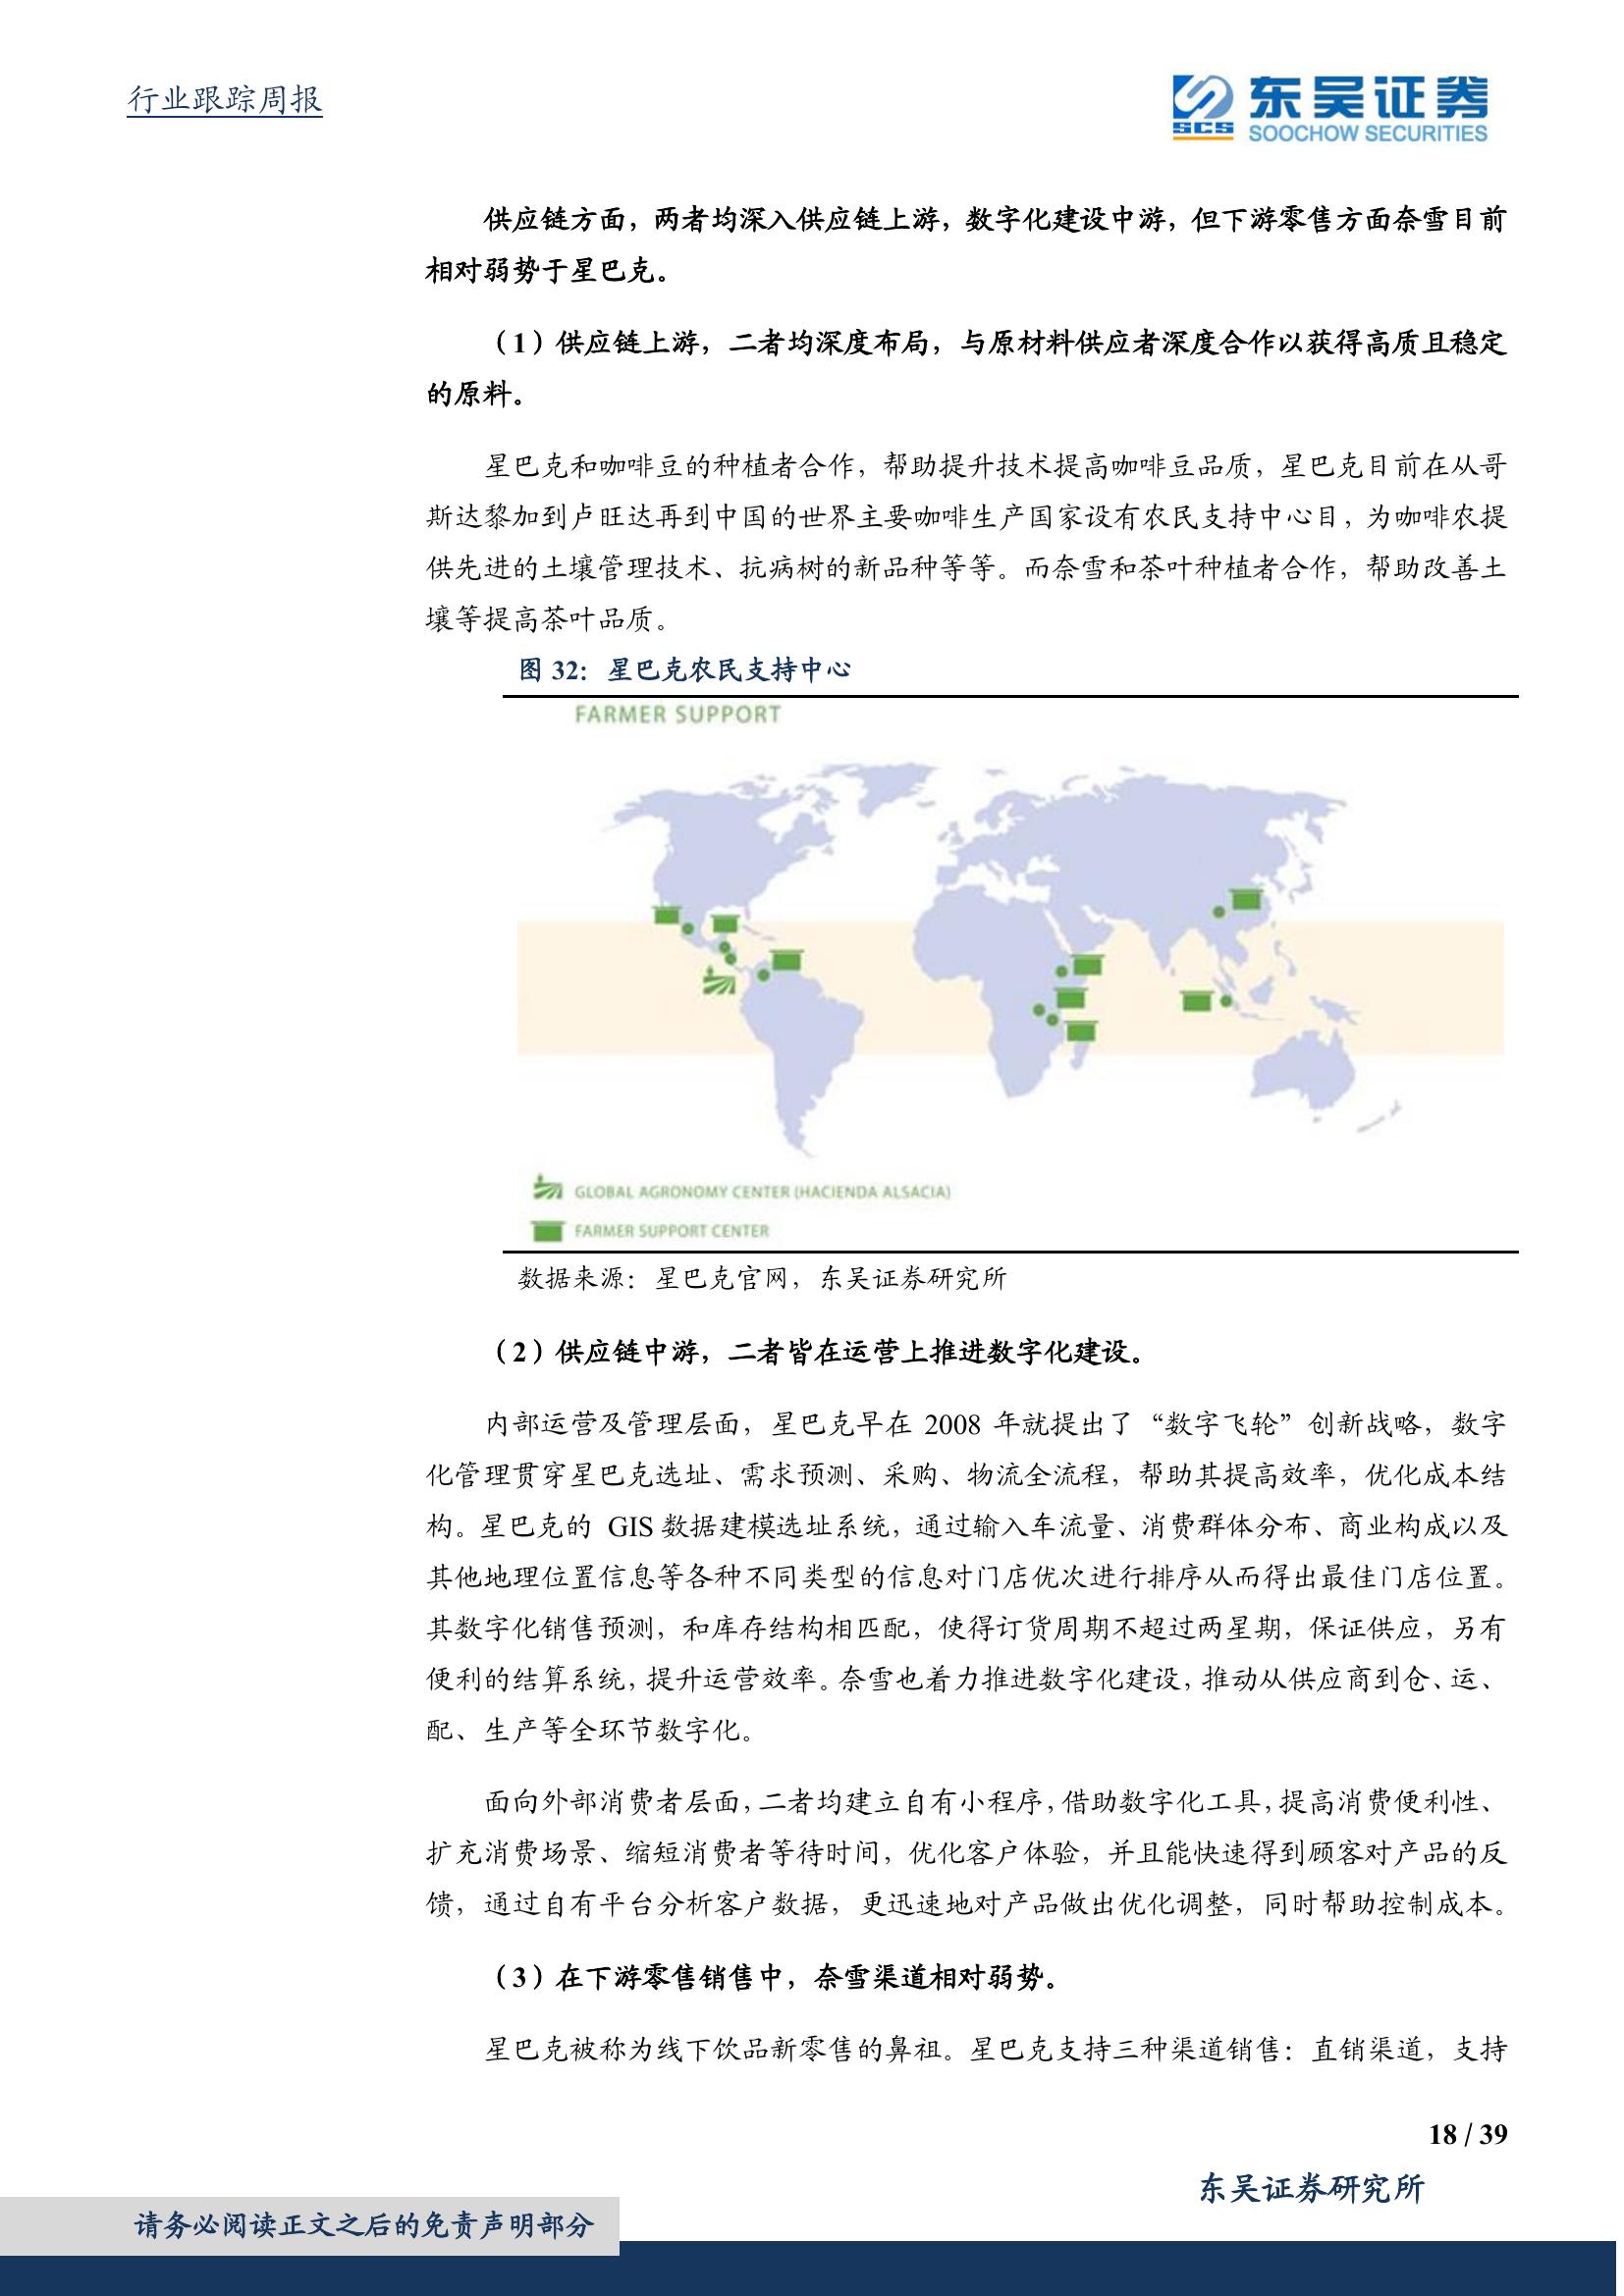 行业跟踪周报
SCS 东吴证券
SOOCHOW SECURITIES
供应链方面，两者均深入供应链上游，数字化建设中游，但下游零售方面奈雪目前
相对弱势于星巴克。
（1）供应链上游，二者均深度布局，与原材料供应者深度合作以获得高质且稳定
的原料。
星巴克和咖啡豆的种植者合作，帮助提升技术提高咖啡豆品质，星巴克目前在从哥
斯达黎加到卢旺达再到中国的世界主要咖啡生产国家设有农民支持中心目，为咖啡农提
供先进的土壤管理技术、抗病树的新品种等等。而奈雪和茶叶种植者合作，帮助改善土
壤等提高茶叶品质。
图 32：星巴克农民支持中心
FARMER SUPPORT
GLOBAL AGRONOMY CENTER (HACIENDA ALSACIA)
FARMER SUPPORT CENTER
数据来源：星巴克官网，东吴证券研究所
（2）供应链中游，二者皆在运营上推进数字化建设。
内部运营及管理层面，星巴克早在 2008 年就提出了“数字飞轮”创新战略，数字
化管理贯穿星巴克选址、需求预测、采购、物流全流程，帮助其提高效率，优化成本结
构。星巴克的 GIS 数据建模选址系统，通过输入车流量、消费群体分布、商业构成以及
其他地理位置信息等各种不同类型的信息对门店优次进行排序从而得出最佳门店位置。
其数字化销售预测，和库存结构相匹配，使得订货周期不超过两星期，保证供应，另有
便利的结算系统，提升运营效率。奈雪也着力推进数字化建设，推动从供应商到仓、运、
配、生产等全环节数字化。
面向外部消费者层面，二者均建立自有小程序，借助数字化工具，提高消费便利性、
扩充消费场景、缩短消费者等待时间，优化客户体验，并且能快速得到顾客对产品的反
馈，通过自有平台分析客户数据，更迅速地对产品做出优化调整，同时帮助控制成本。
（3）在下游零售销售中，奈雪渠道相对弱势。
星巴克被称为线下饮品新零售的鼻祖。星巴克支持三种渠道销售：直销渠道，支持
18 / 39
东吴证券研究所
请务必阅读正文之后的免责声明部分